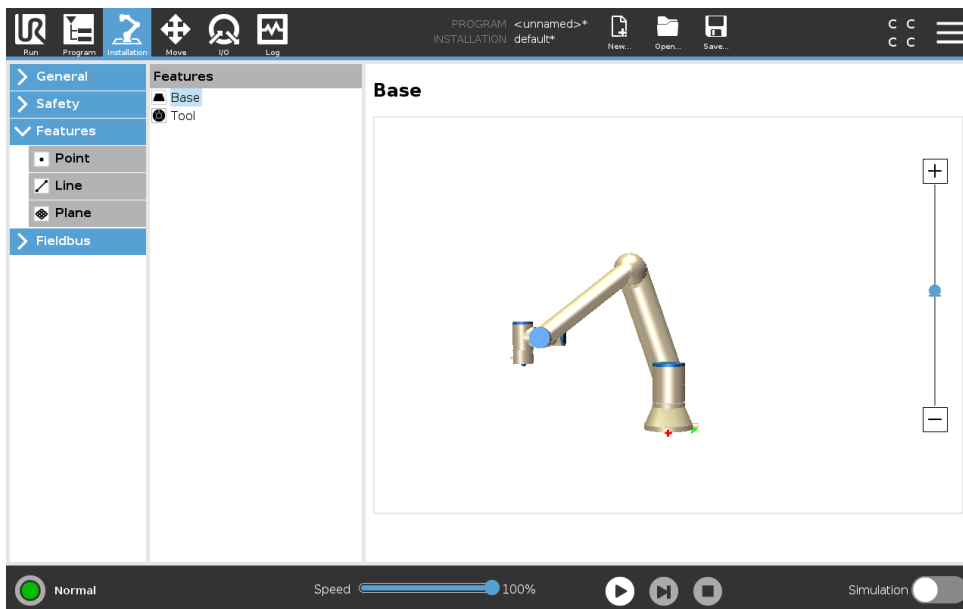 PROGRAM <unnamed>*
INSTALLATION default*
C C
C C
UR
Run Program Installation Move I/O Log New... Open... Save...
General
Safety
Features
Point
Line
Plane
Fieldbus
Features
Base
Tool
Base
+
−
Normal
Speed 100%
Simulation